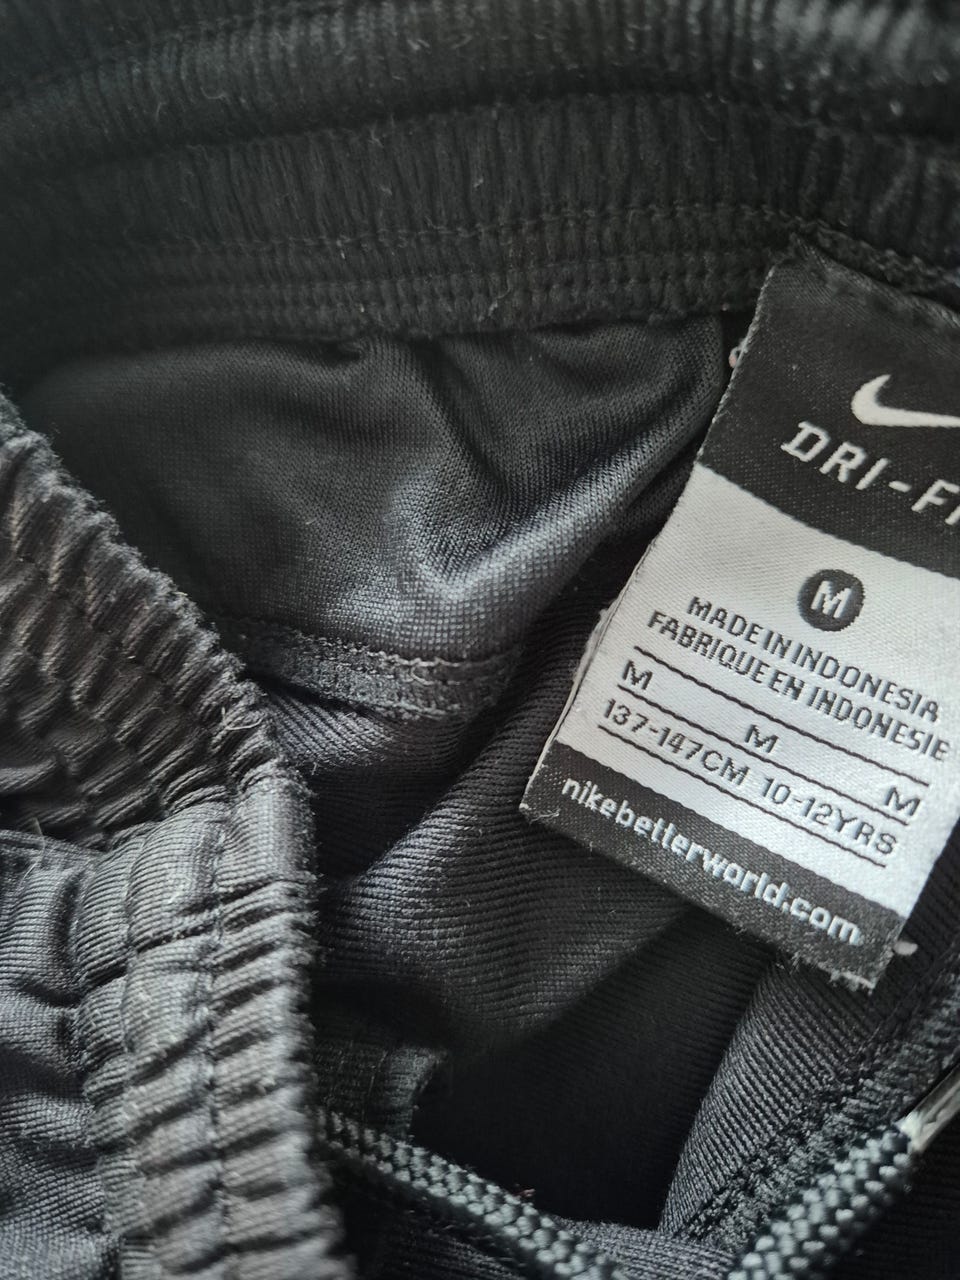 DRI-FI
M
MADE IN INDONESIA
FABRIQUE EN INDONESIE
M M M
137-147CM 10-12YRS
nikebetterworld.com